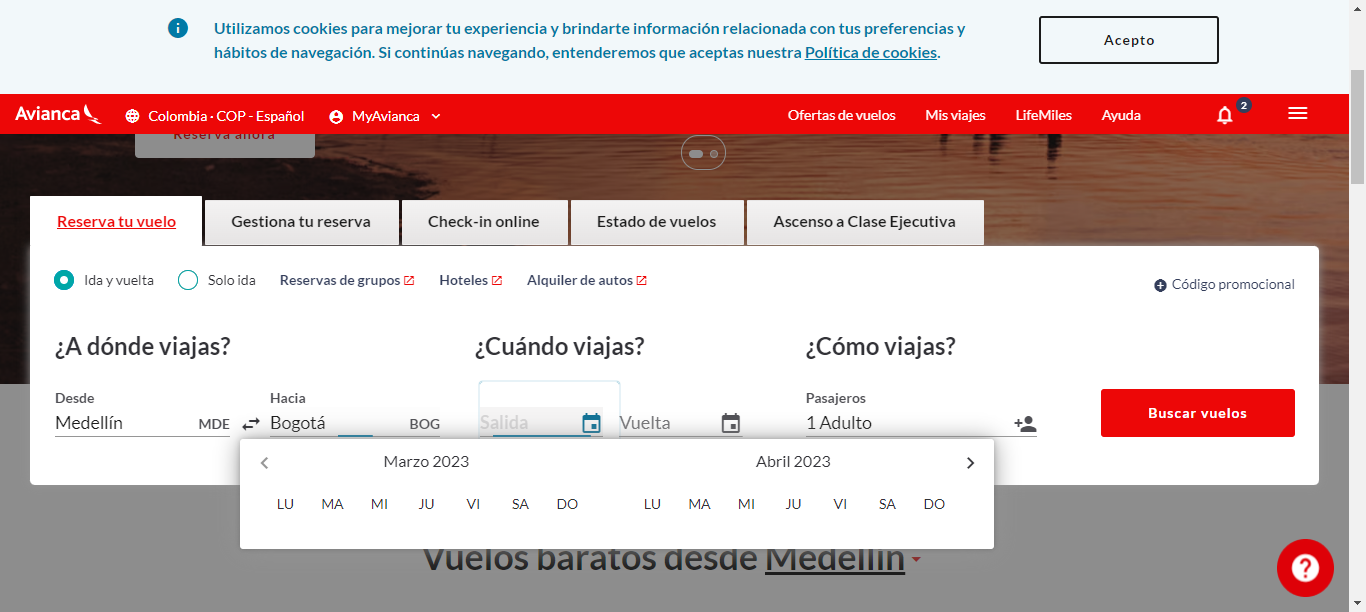 Utilizamos cookies para mejorar tu experiencia y brindarte información relacionada con tus preferencias y
hábitos de navegación. Si continúas navegando, entenderemos que aceptas nuestra Política de cookies.
Acepto
Avianca
Colombia · COP - Español
MyAvianca
Ofertas de vuelos
Mis viajes
LifeMiles
Ayuda
2
Reserva ahora
Reserva tu vuelo
Gestiona tu reserva
Check-in online
Estado de vuelos
Ascenso a Clase Ejecutiva
Ida y vuelta
Solo ida
Reservas de grupos
Hoteles
Alquiler de autos
Código promocional
¿A dónde viajas?
¿Cuándo viajas?
¿Cómo viajas?
Desde
Hacia
Pasajeros
Medellín MDE
Bogotá BOG
Salida
Vuelta
1 Adulto
Buscar vuelos
Marzo 2023
Abril 2023
LU MA MI JU VI SA DO
LU MA MI JU VI SA DO
Vuelos baratos desde Medellín